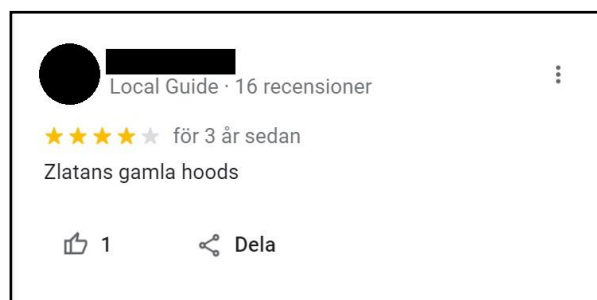 Local Guide · 16 recensioner
för 3 år sedan
Zlatans gamla hoods
1
Dela